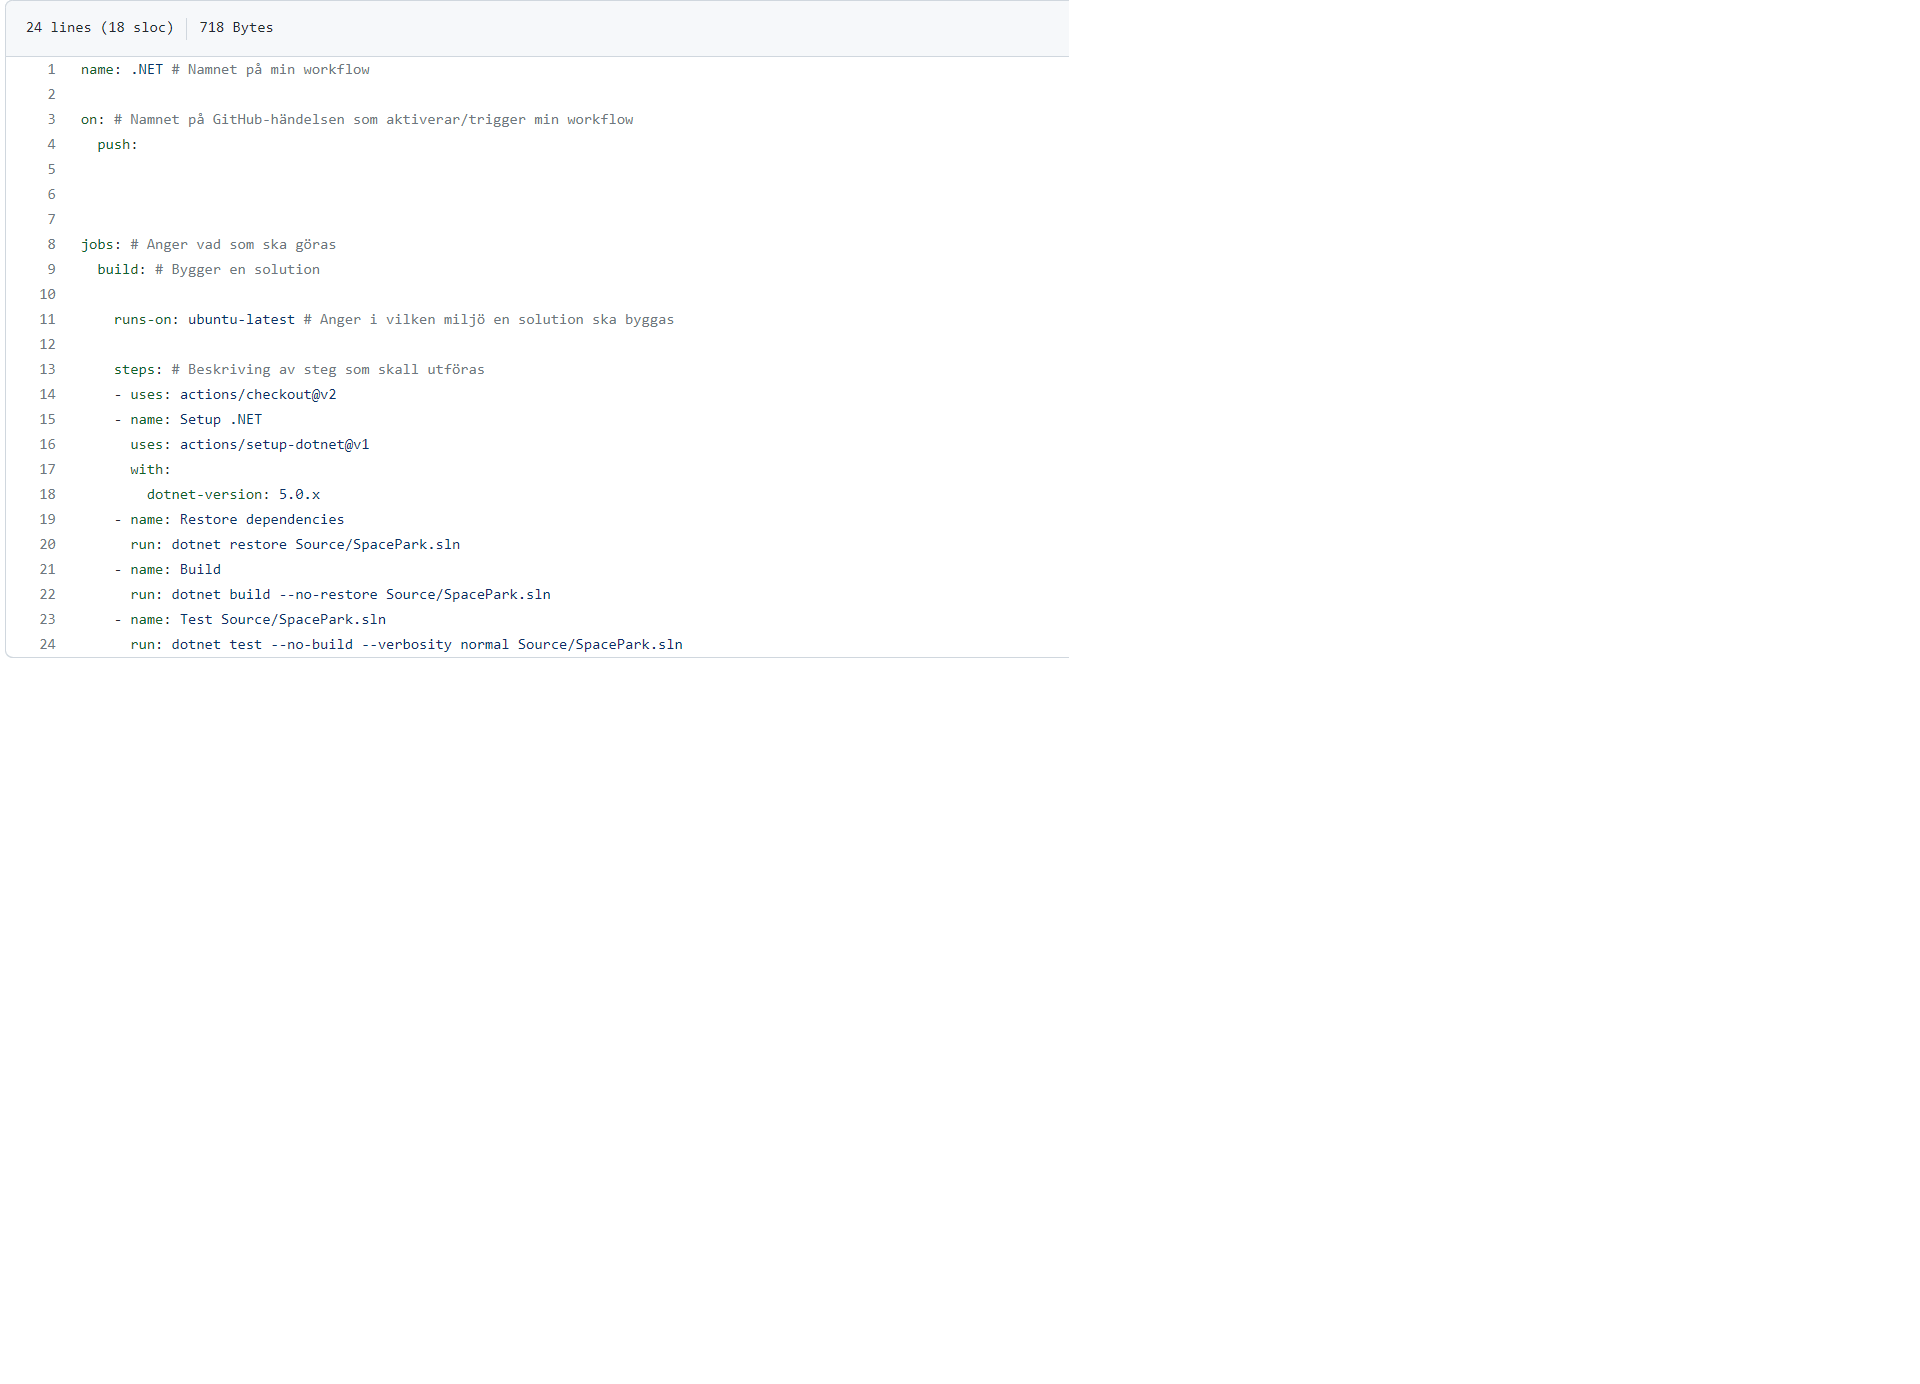 24 lines (18 sloc) 718 Bytes
1 name: .NET # Namnet på min workflow
2
3 on: # Namnet på GitHub-händelsen som aktiverar/trigger min workflow
4 push:
5
6
7
8 jobs: # Anger vad som ska göras
9 build: # Bygger en solution
10
11 runs-on: ubuntu-latest # Anger i vilken miljö en solution ska byggas
12
13 steps: # Beskriving av steg som skall utföras
14 - uses: actions/checkout@v2
15 - name: Setup .NET
16 uses: actions/setup-dotnet@v1
17 with:
18 dotnet-version: 5.0.x
19 - name: Restore dependencies
20 run: dotnet restore Source/SpacePark.sln
21 - name: Build
22 run: dotnet build --no-restore Source/SpacePark.sln
23 - name: Test Source/SpacePark.sln
24 run: dotnet test --no-build --verbosity normal Source/SpacePark.sln